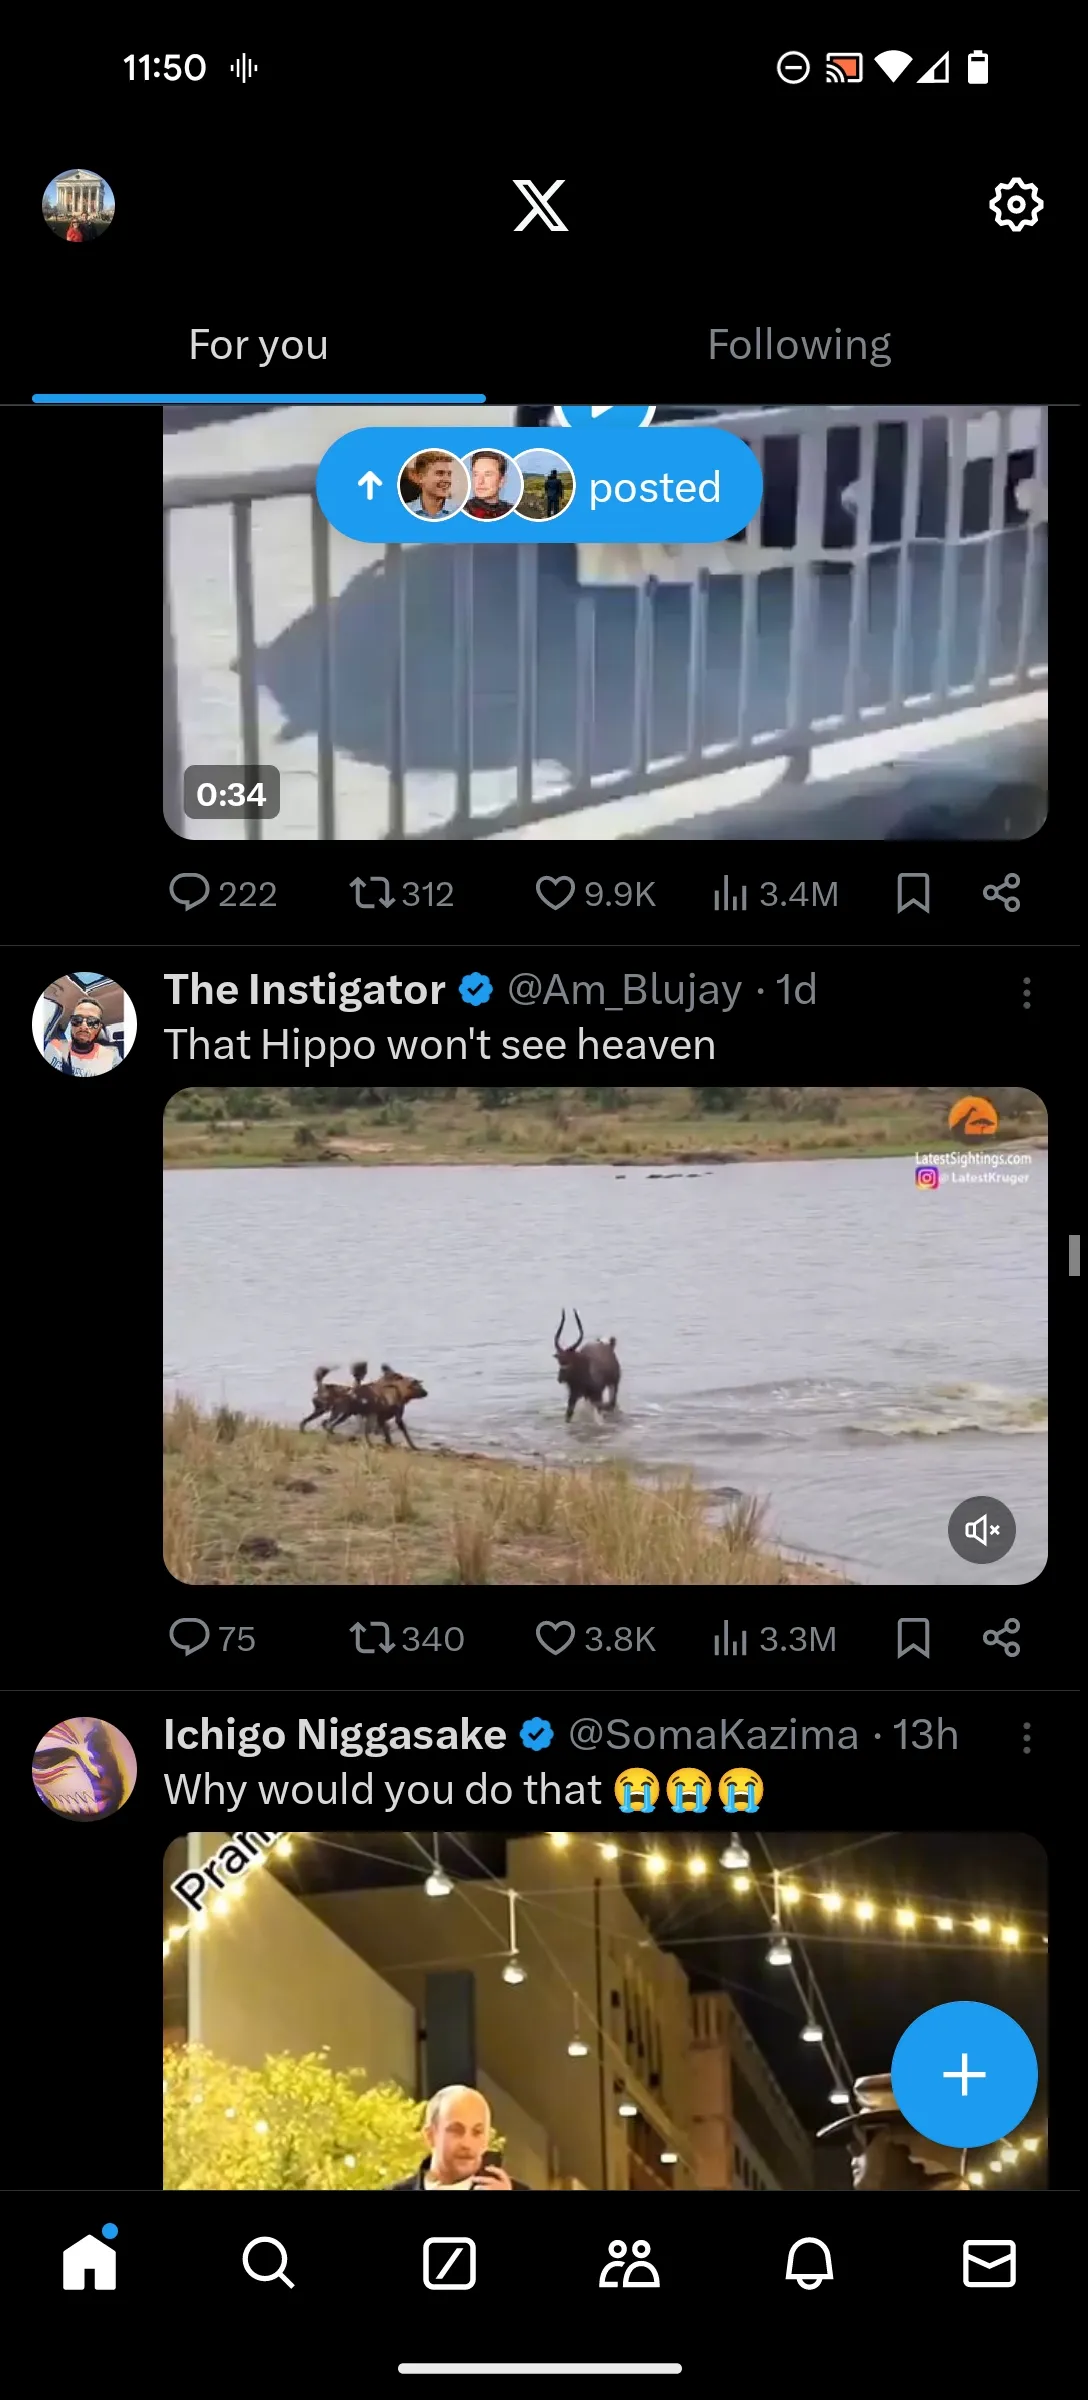 11:50
For you
Following
posted
0:34
222 312 9.9K 3.4M
The Instigator @Am_Blujay · 1d
That Hippo won't see heaven
LatestSightings.com
@LatestKruger
75 340 3.8K 3.3M
Ichigo Niggasake @SomaKazima · 13h
Why would you do that 😭😭😭